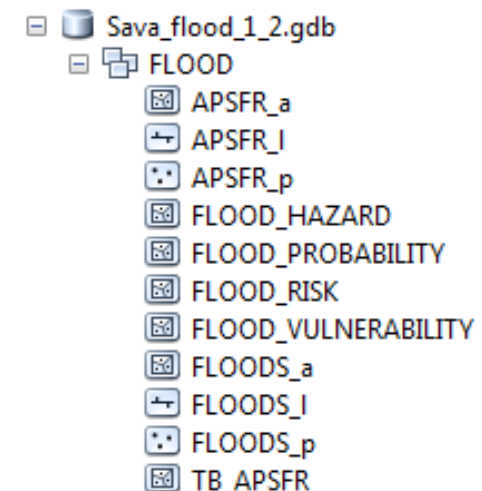 Sava_flood_1_2.gdb
FLOOD
APSFR_a
APSFR_l
APSFR_p
FLOOD_HAZARD
FLOOD_PROBABILITY
FLOOD_RISK
FLOOD_VULNERABILITY
FLOODS_a
FLOODS_l
FLOODS_p
TB_APSFR